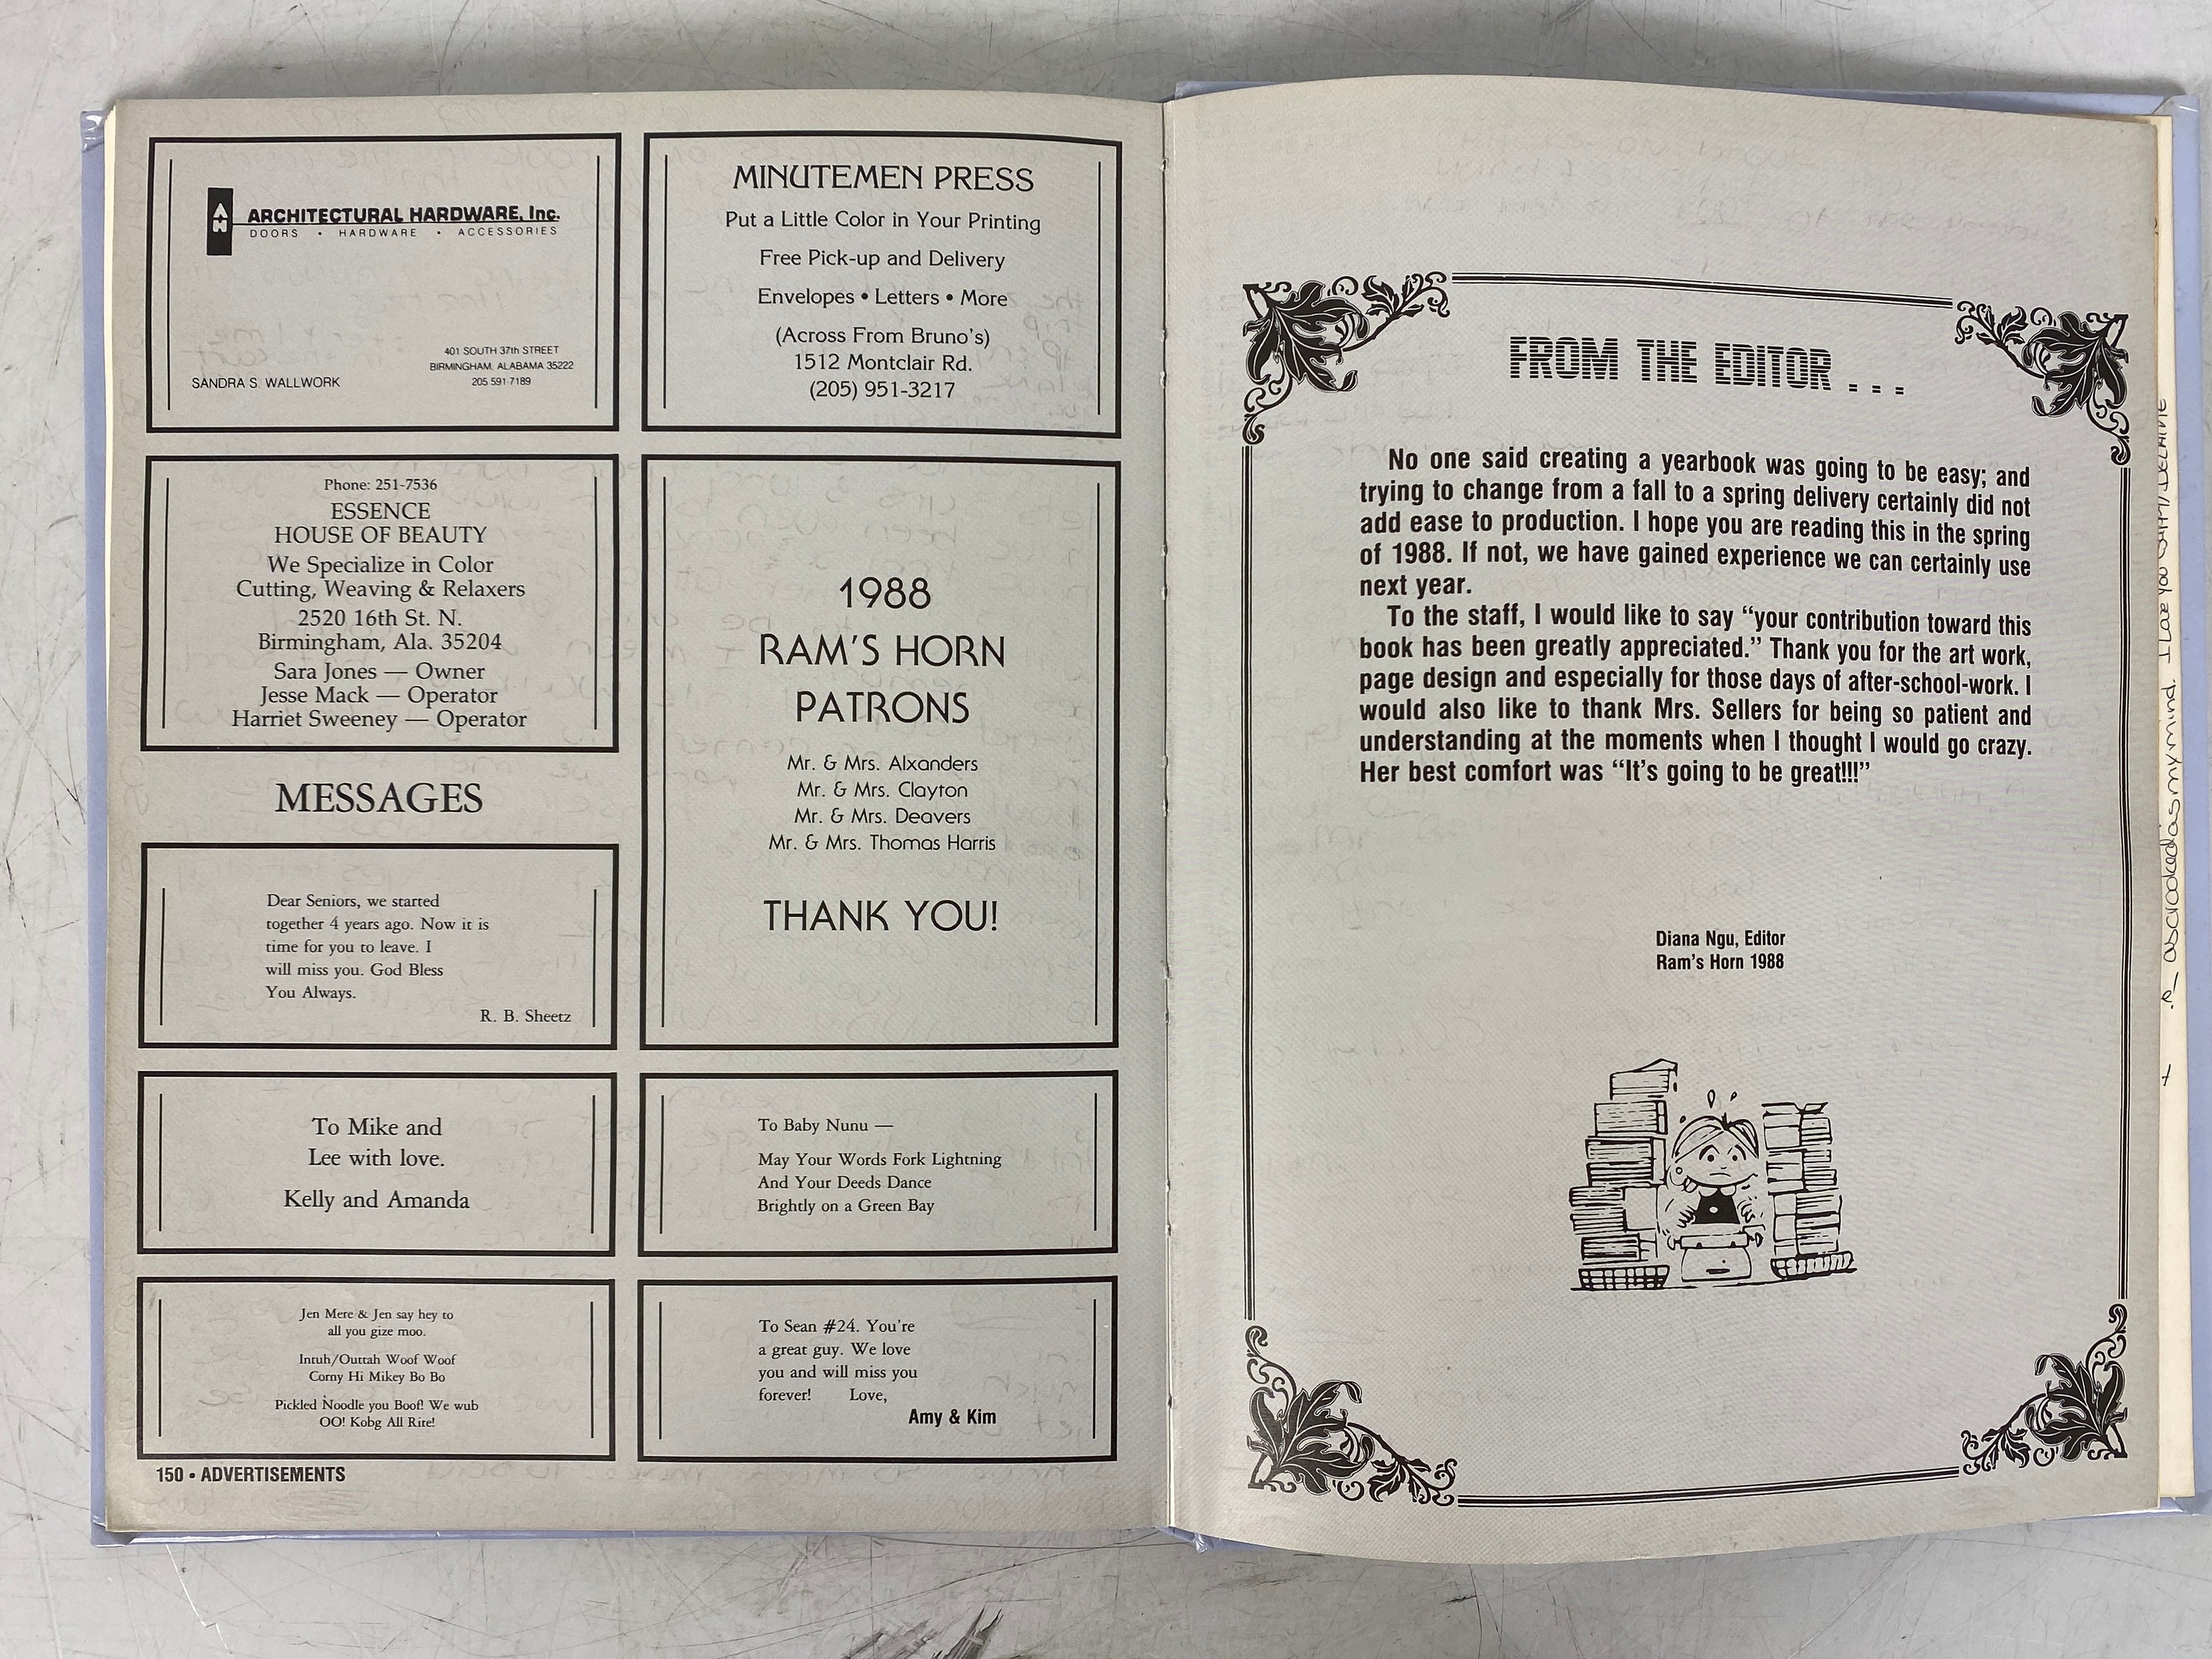 AH
ARCHITECTURAL HARDWARE, Inc.
DOORS • HARDWARE • ACCESSORIES
401 SOUTH 37th STREET
BIRMINGHAM, ALABAMA 35222
205 591-7189
SANDRA S. WALLWORK
Phone: 251-7536
ESSENCE
HOUSE OF BEAUTY
We Specialize in Color
Cutting, Weaving & Relaxers
2520 16th St. N.
Birmingham, Ala. 35204
Sara Jones — Owner
Jesse Mack — Operator
Harriet Sweeney — Operator
MESSAGES
Dear Seniors, we started
together 4 years ago. Now it is
time for you to leave. I
will miss you. God Bless
You Always.
R. B. Sheetz
To Mike and
Lee with love.
Kelly and Amanda
Jen Mere & Jen say hey to
all you gize moo.
Intuh/Outtah Woof Woof
Corny Hi Mikey Bo Bo
Pickled Noodle you Boof! We wub
OO! Kobg All Rite!
150 • ADVERTISEMENTS
MINUTEMEN PRESS
Put a Little Color in Your Printing
Free Pick-up and Delivery
Envelopes • Letters • More
(Across From Bruno's)
1512 Montclair Rd.
(205) 951-3217
1988
RAM'S HORN
PATRONS
Mr. & Mrs. Alxanders
Mr. & Mrs. Clayton
Mr. & Mrs. Deavers
Mr. & Mrs. Thomas Harris
THANK YOU!
To Baby Nunu —
May Your Words Fork Lightning
And Your Deeds Dance
Brightly on a Green Bay
To Sean #24. You're
a great guy. We love
you and will miss you
forever! Love,
Amy & Kim
FROM THE EDITOR . . .
No one said creating a yearbook was going to be easy; and
trying to change from a fall to a spring delivery certainly did not
add ease to production. I hope you are reading this in the spring
of 1988. If not, we have gained experience we can certainly use
next year.
To the staff, I would like to say “your contribution toward this
book has been greatly appreciated.” Thank you for the art work,
page design and especially for those days of after-school-work. I
would also like to thank Mrs. Sellers for being so patient and
understanding at the moments when I thought I would go crazy.
Her best comfort was “It's going to be great!!!”
Diana Ngu, Editor
Ram's Horn 1988
as my mind. I Love you